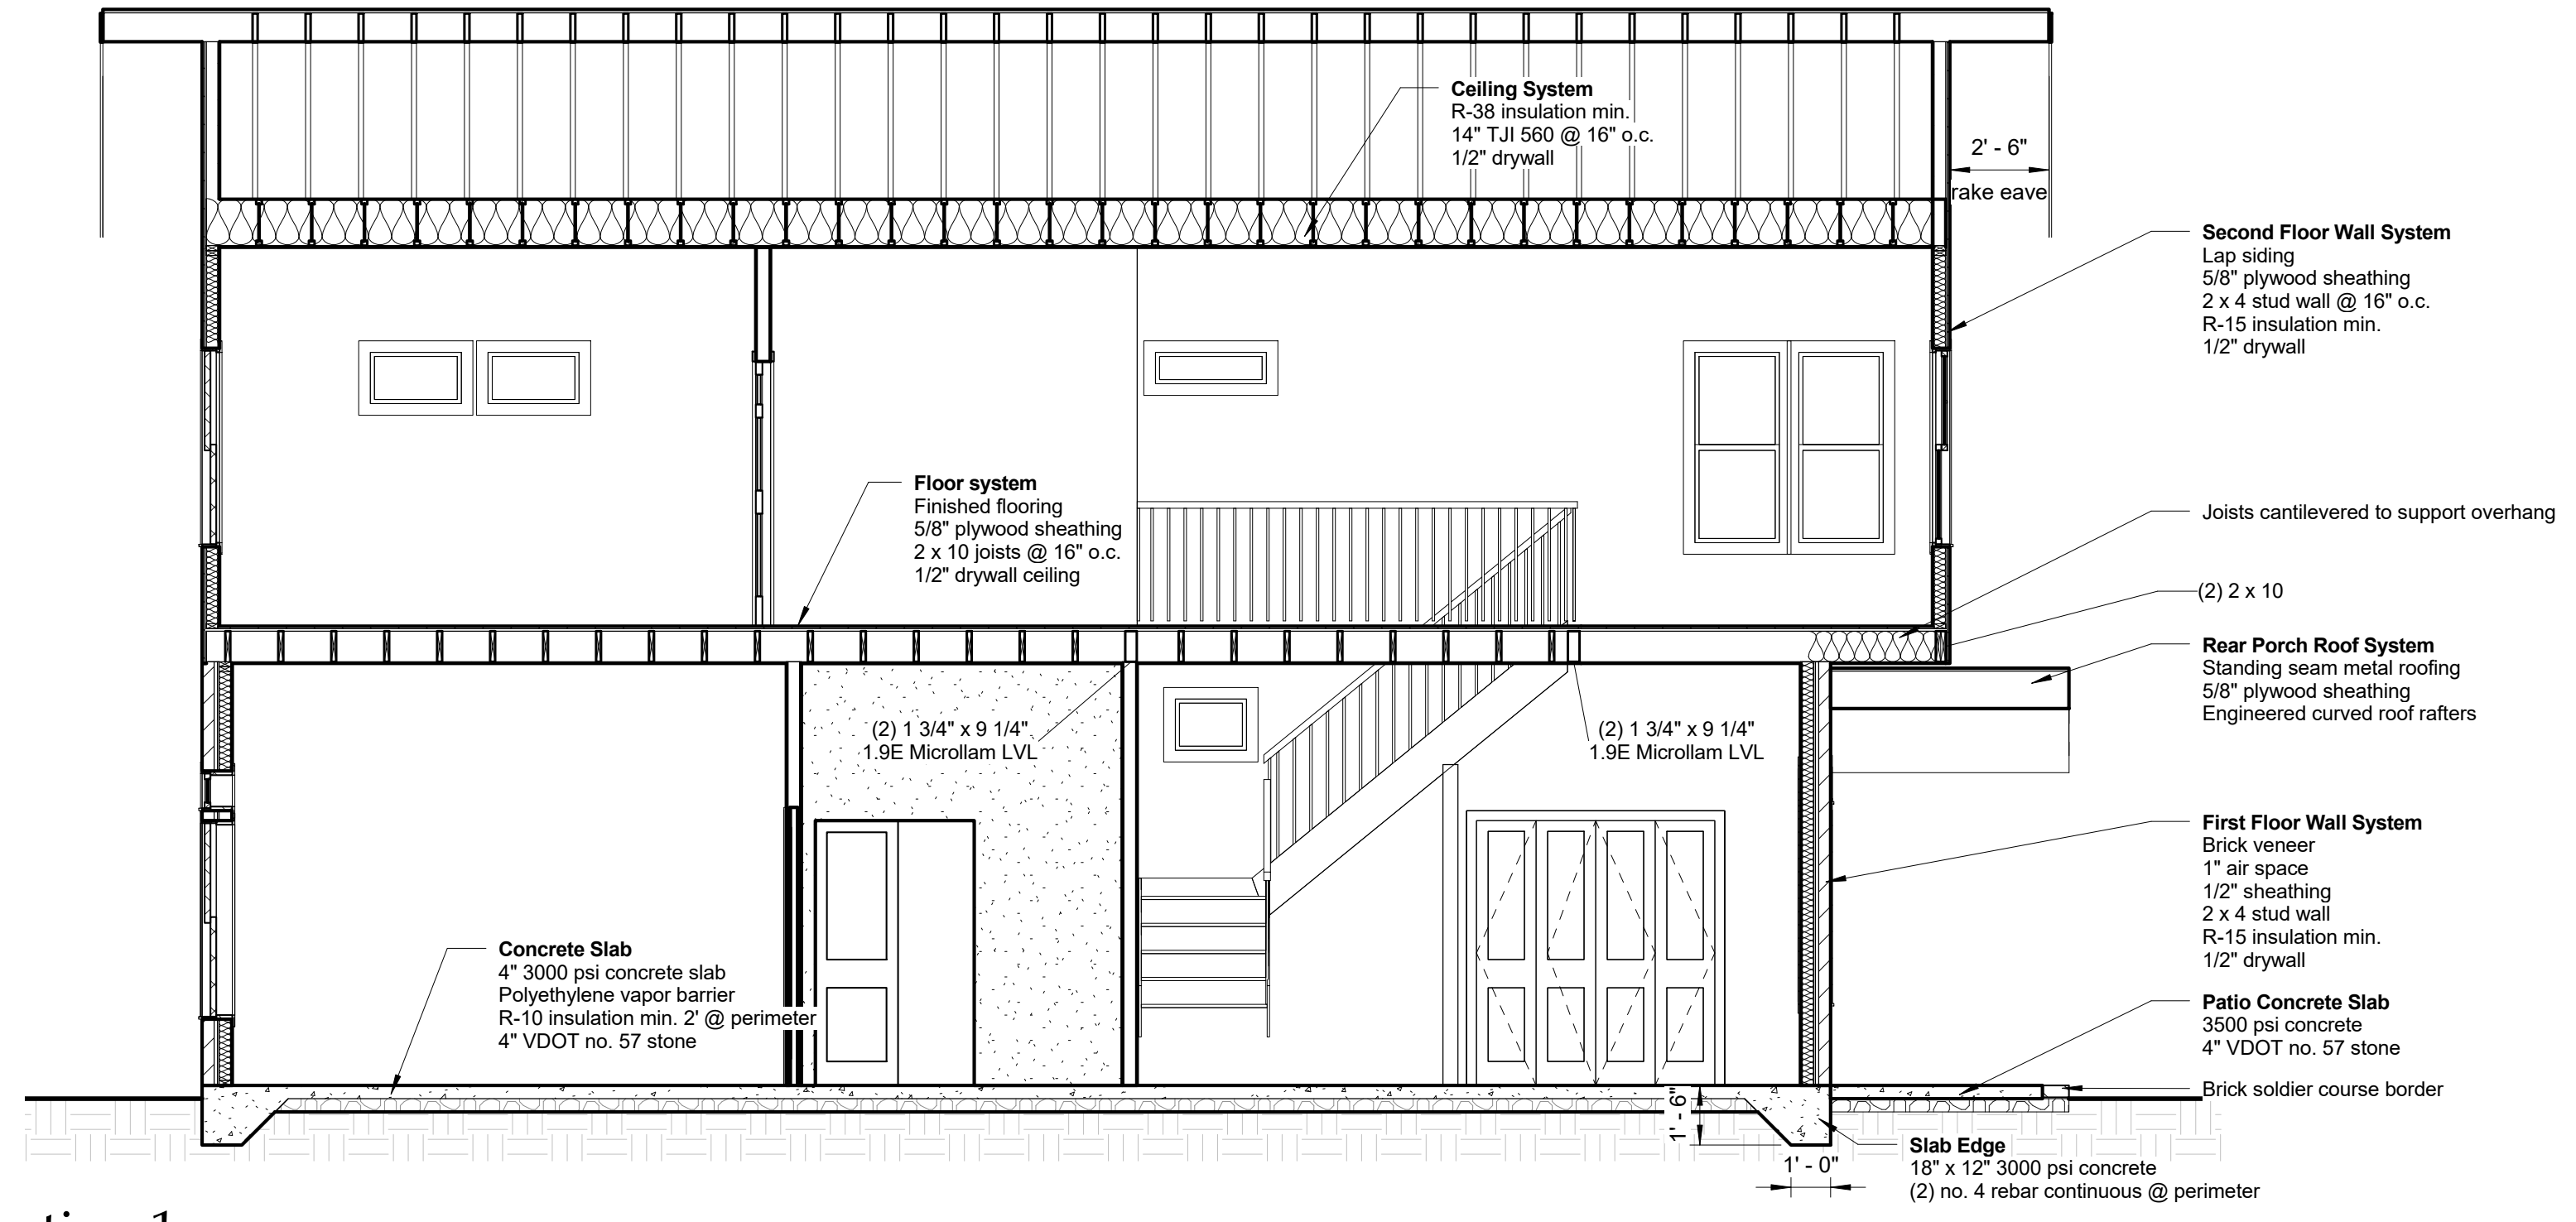 Ceiling System
R-38 insulation min.
14" TJI 560 @ 16" o.c.
1/2" drywall
2' - 6"
rake eave
Second Floor Wall System
Lap siding
5/8" plywood sheathing
2 x 4 stud wall @ 16" o.c.
R-15 insulation min.
1/2" drywall
Floor system
Finished flooring
5/8" plywood sheathing
2 x 10 joists @ 16" o.c.
1/2" drywall ceiling
Joists cantilevered to support overhang
(2) 2 x 10
Rear Porch Roof System
Standing seam metal roofing
5/8" plywood sheathing
Engineered curved roof rafters
(2) 1 3/4" x 9 1/4"
1.9E Microllam LVL
(2) 1 3/4" x 9 1/4"
1.9E Microllam LVL
First Floor Wall System
Brick veneer
1" air space
1/2" sheathing
2 x 4 stud wall
R-15 insulation min.
1/2" drywall
Concrete Slab
4" 3000 psi concrete slab
Polyethylene vapor barrier
R-10 insulation min. 2' @ perimeter
4" VDOT no. 57 stone
Patio Concrete Slab
3500 psi concrete
4" VDOT no. 57 stone
Brick soldier course border
1' - 6"
1' - 0"
Slab Edge
18" x 12" 3000 psi concrete
(2) no. 4 rebar continuous @ perimeter